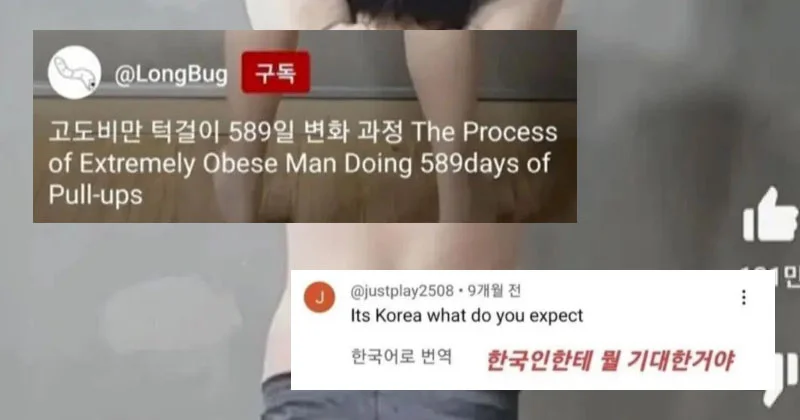 @LongBug 구독
고도비만 턱걸이 589일 변화 과정 The Process
of Extremely Obese Man Doing 589days of
Pull-ups
J @justplay2508 • 9개월 전
Its Korea what do you expect
한국어로 번역 한국인한테 뭘 기대한거야